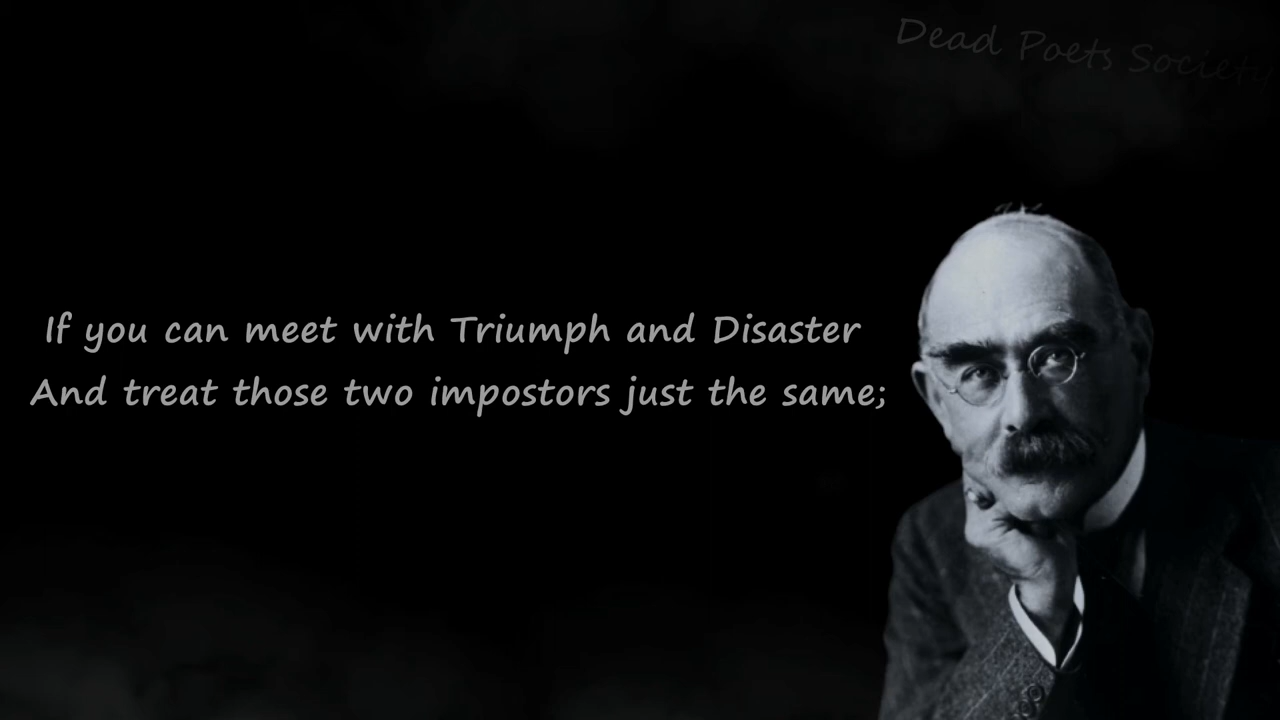 Dead Poets Society
If you can meet with Triumph and Disaster
And treat those two impostors just the same;